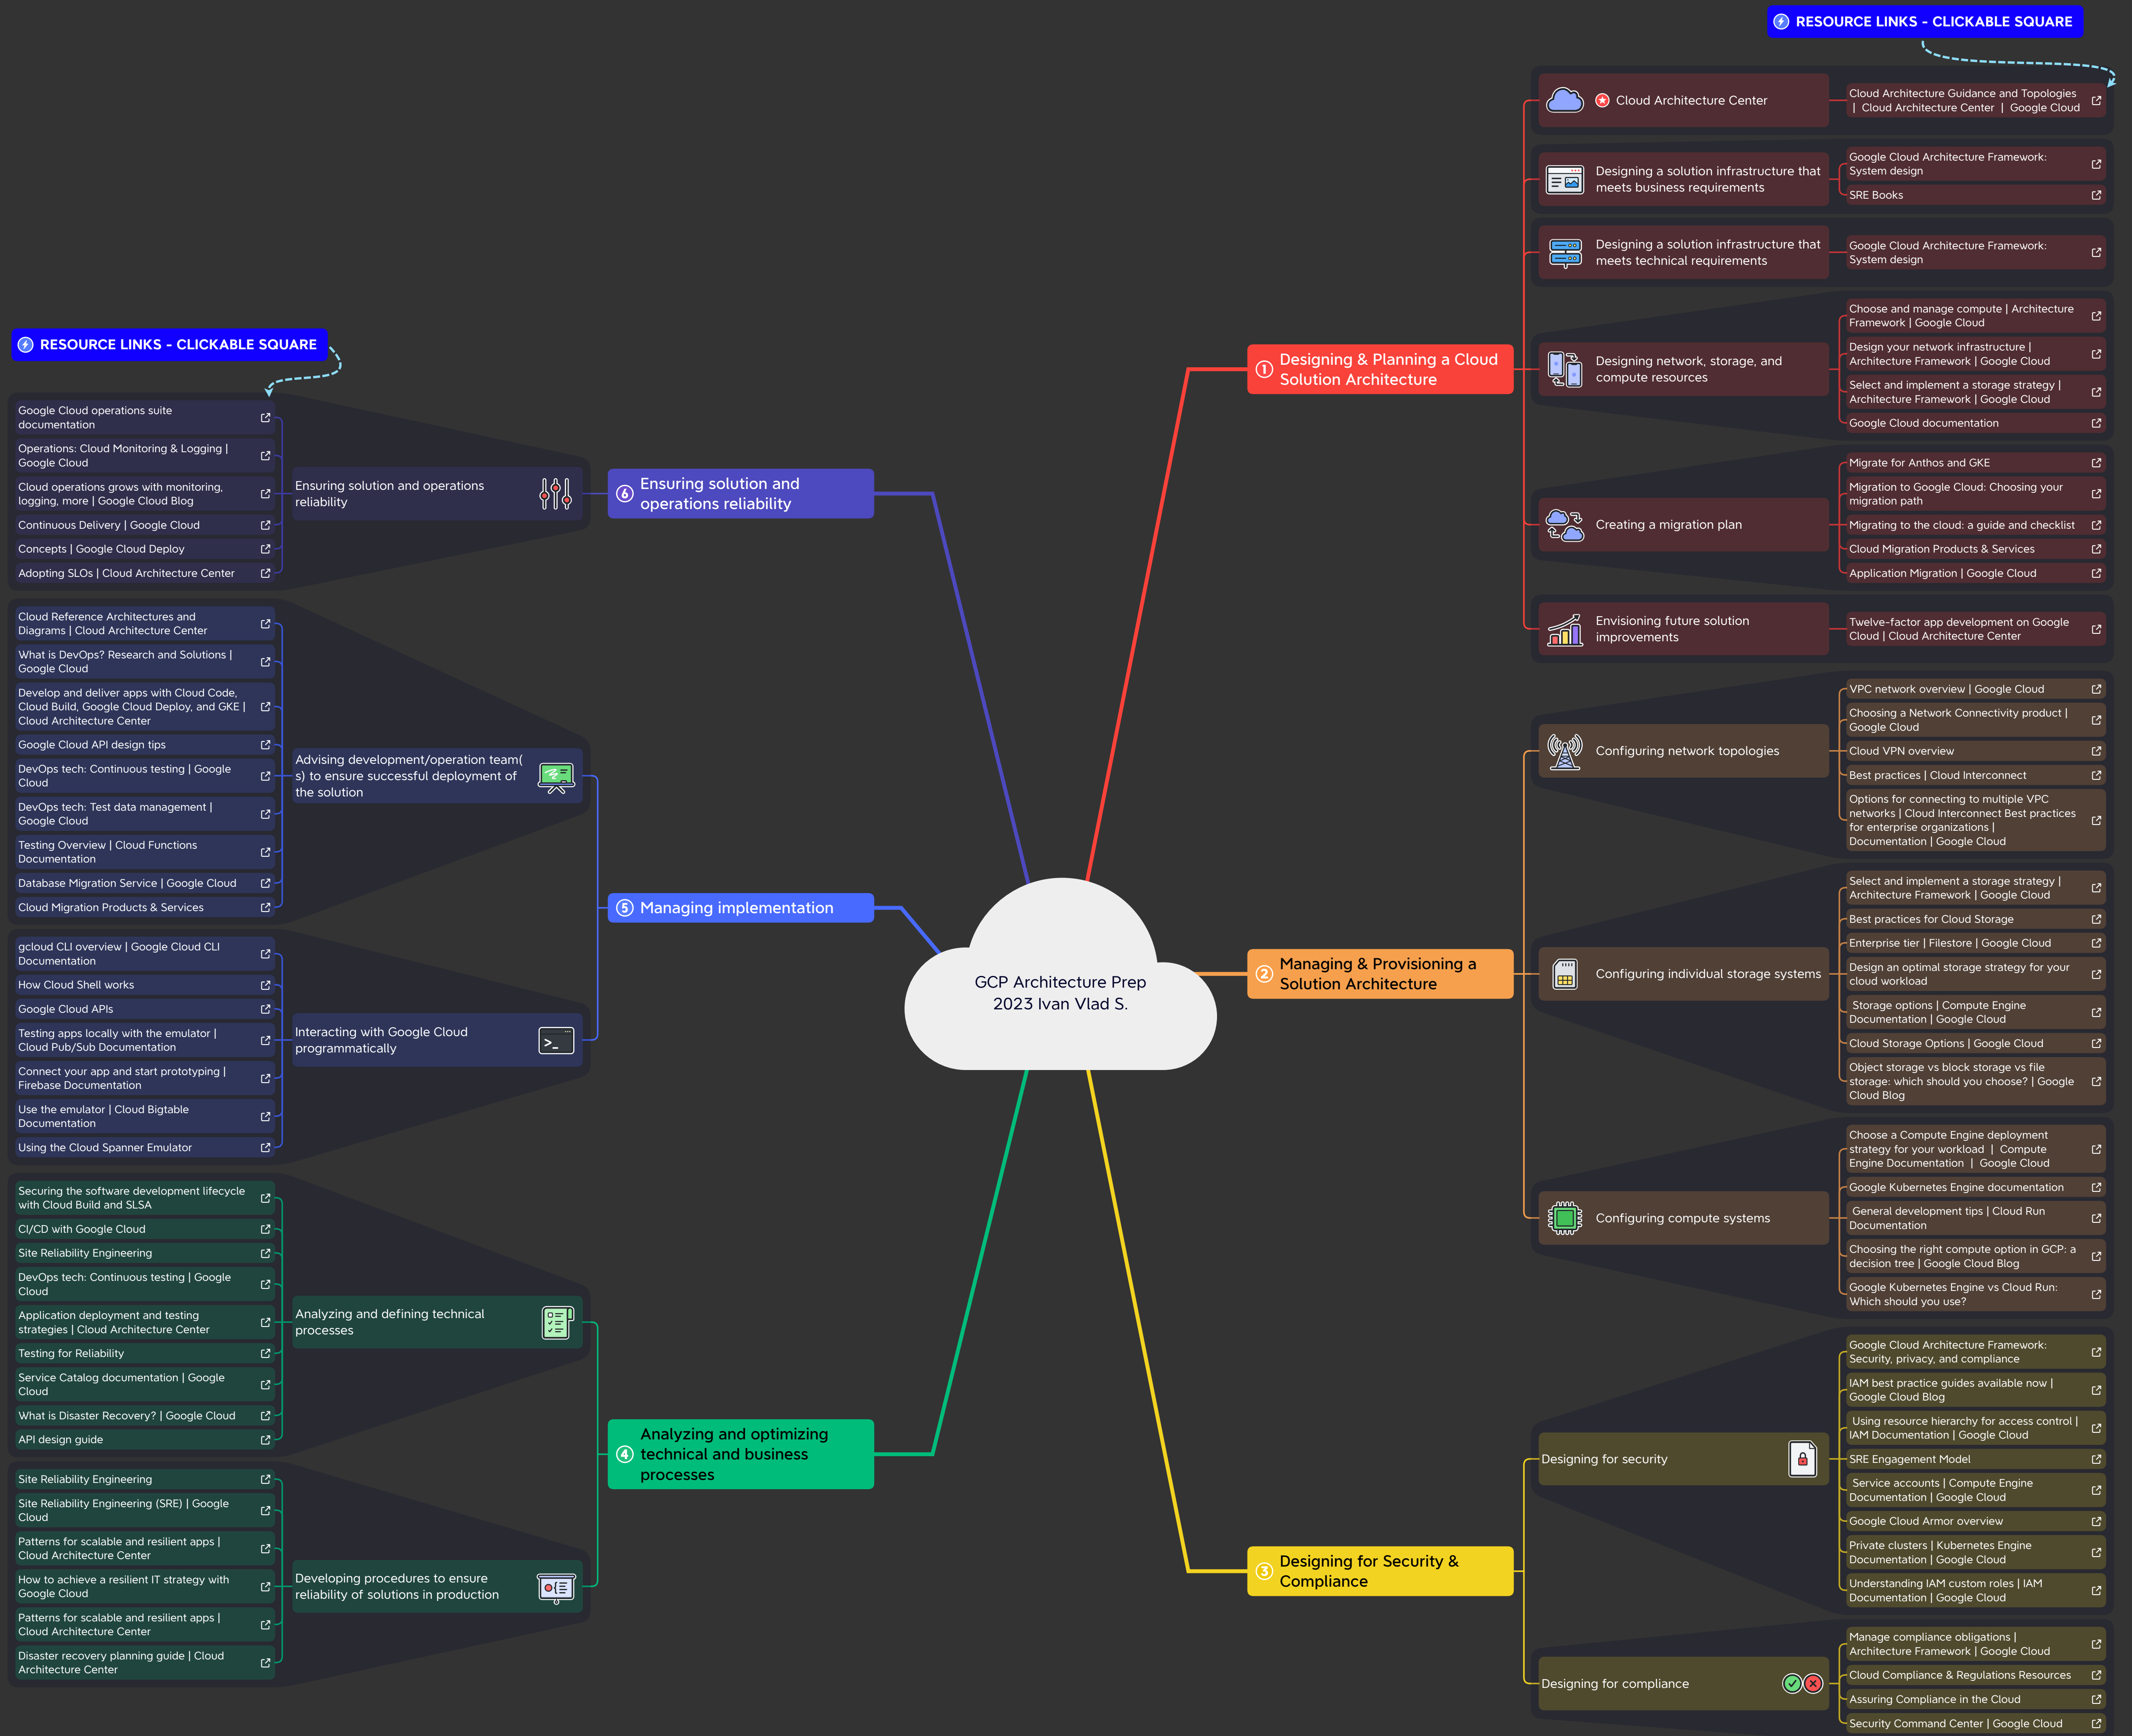 RESOURCE LINKS - CLICKABLE SQUARE
GCP Architecture Prep
2023 Ivan Vlad S.
① Designing & Planning a Cloud
Solution Architecture
Cloud Architecture Center
Cloud Architecture Guidance and Topologies
| Cloud Architecture Center | Google Cloud
Designing a solution infrastructure that
meets business requirements
Google Cloud Architecture Framework:
System design
SRE Books
Designing a solution infrastructure that
meets technical requirements
Google Cloud Architecture Framework:
System design
Designing network, storage, and
compute resources
Choose and manage compute | Architecture
Framework | Google Cloud
Design your network infrastructure |
Architecture Framework | Google Cloud
Select and implement a storage strategy |
Architecture Framework | Google Cloud
Google Cloud documentation
Creating a migration plan
Migrate for Anthos and GKE
Migration to Google Cloud: Choosing your
migration path
Migrating to the cloud: a guide and checklist
Cloud Migration Products & Services
Application Migration | Google Cloud
Envisioning future solution
improvements
Twelve-factor app development on Google
Cloud | Cloud Architecture Center
② Managing & Provisioning a
Solution Architecture
Configuring network topologies
VPC network overview | Google Cloud
Choosing a Network Connectivity product |
Google Cloud
Cloud VPN overview
Best practices | Cloud Interconnect
Options for connecting to multiple VPC
networks | Cloud Interconnect Best practices
for enterprise organizations |
Documentation | Google Cloud
Configuring individual storage systems
Select and implement a storage strategy |
Architecture Framework | Google Cloud
Best practices for Cloud Storage
Enterprise tier | Filestore | Google Cloud
Design an optimal storage strategy for your
cloud workload
Storage options | Compute Engine
Documentation | Google Cloud
Cloud Storage Options | Google Cloud
Object storage vs block storage vs file
storage: which should you choose? | Google
Cloud Blog
Configuring compute systems
Choose a Compute Engine deployment
strategy for your workload | Compute
Engine Documentation | Google Cloud
Google Kubernetes Engine documentation
General development tips | Cloud Run
Documentation
Choosing the right compute option in GCP: a
decision tree | Google Cloud Blog
Google Kubernetes Engine vs Cloud Run:
Which should you use?
③ Designing for Security &
Compliance
Designing for security
Google Cloud Architecture Framework:
Security, privacy, and compliance
IAM best practice guides available now |
Google Cloud Blog
Using resource hierarchy for access control |
IAM Documentation | Google Cloud
SRE Engagement Model
Service accounts | Compute Engine
Documentation | Google Cloud
Google Cloud Armor overview
Private clusters | Kubernetes Engine
Documentation | Google Cloud
Understanding IAM custom roles | IAM
Documentation | Google Cloud
Designing for compliance
Manage compliance obligations |
Architecture Framework | Google Cloud
Cloud Compliance & Regulations Resources
Assuring Compliance in the Cloud
Security Command Center | Google Cloud
RESOURCE LINKS - CLICKABLE SQUARE
⑥ Ensuring solution and
operations reliability
Ensuring solution and operations
reliability
Google Cloud operations suite
documentation
Operations: Cloud Monitoring & Logging |
Google Cloud
Cloud operations grows with monitoring,
logging, more | Google Cloud Blog
Continuous Delivery | Google Cloud
Concepts | Google Cloud Deploy
Adopting SLOs | Cloud Architecture Center
⑤ Managing implementation
Advising development/operation team(
s) to ensure successful deployment of
the solution
Cloud Reference Architectures and
Diagrams | Cloud Architecture Center
What is DevOps? Research and Solutions |
Google Cloud
Develop and deliver apps with Cloud Code,
Cloud Build, Google Cloud Deploy, and GKE |
Cloud Architecture Center
Google Cloud API design tips
DevOps tech: Continuous testing | Google
Cloud
DevOps tech: Test data management |
Google Cloud
Testing Overview | Cloud Functions
Documentation
Database Migration Service | Google Cloud
Cloud Migration Products & Services
Interacting with Google Cloud
programmatically
>_
gcloud CLI overview | Google Cloud CLI
Documentation
How Cloud Shell works
Google Cloud APIs
Testing apps locally with the emulator |
Cloud Pub/Sub Documentation
Connect your app and start prototyping |
Firebase Documentation
Use the emulator | Cloud Bigtable
Documentation
Using the Cloud Spanner Emulator
④ Analyzing and optimizing
technical and business
processes
Analyzing and defining technical
processes
Securing the software development lifecycle
with Cloud Build and SLSA
CI/CD with Google Cloud
Site Reliability Engineering
DevOps tech: Continuous testing | Google
Cloud
Application deployment and testing
strategies | Cloud Architecture Center
Testing for Reliability
Service Catalog documentation | Google
Cloud
What is Disaster Recovery? | Google Cloud
API design guide
Developing procedures to ensure
reliability of solutions in production
Site Reliability Engineering
Site Reliability Engineering (SRE) | Google
Cloud
Patterns for scalable and resilient apps |
Cloud Architecture Center
How to achieve a resilient IT strategy with
Google Cloud
Patterns for scalable and resilient apps |
Cloud Architecture Center
Disaster recovery planning guide | Cloud
Architecture Center